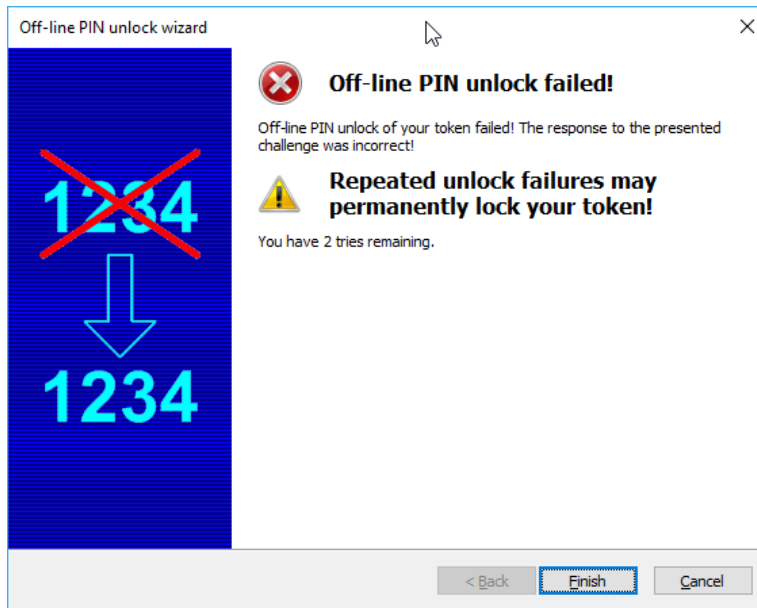 Off-line PIN unlock wizard
Off-line PIN unlock failed!
Off-line PIN unlock of your token failed! The response to the presented
challenge was incorrect!
Repeated unlock failures may
permanently lock your token!
You have 2 tries remaining.
1234
1234
< Back
Finish
Cancel